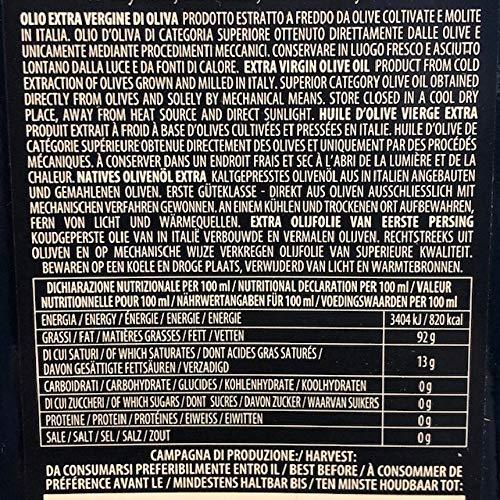 OLIO EXTRA VERGINE DI OLIVA PRODOTTO ESTRATTO A FREDDO DA OLIVE COLTIVATE E MOLITE
IN ITALIA. OLIO D'OLIVA DI CATEGORIA SUPERIORE OTTENUTO DIRETTAMENTE DALLE OLIVE E
UNICAMENTE MEDIANTE PROCEDIMENTI MECCANICI. CONSERVARE IN LUOGO FRESCO E ASCIUTTO
LONTANO DALLA LUCE E DA FONTI DI CALORE. EXTRA VIRGIN OLIVE OIL PRODUCT FROM COLD
EXTRACTION OF OLIVES GROWN AND MILLED IN ITALY. SUPERIOR CATEGORY OLIVE OIL OBTAINED
DIRECTLY FROM OLIVES AND SOLELY BY MECHANICAL MEANS. STORE CLOSED IN A COOL DRY
PLACE, AWAY FROM HEAT SOURCE AND DIRECT SUNLIGHT. HUILE D'OLIVE VIERGE EXTRA
PRODUIT EXTRAIT À FROID À BASE D'OLIVES CULTIVÉES ET PRESSÉES EN ITALIE. HUILE D'OLIVE DE
CATÉGORIE SUPÉRIEURE OBTENUE DIRECTEMENT DES OLIVES ET UNIQUEMENT PAR DES PROCÉDÉS
MÉCANIQUES. À CONSERVER DANS UN ENDROIT FRAIS ET SEC À L'ABRI DE LA LUMIÈRE ET DE LA
CHALEUR. NATIVES OLIVENÖL EXTRA KALTGEPRESSTES OLIVENÖL AUS IN ITALIEN ANGEBAUTEN
UND GEMAHLENEN OLIVEN. ERSTE GÜTEKLASSE - DIREKT AUS OLIVEN AUSSCHLIESSLICH MIT
MECHANISCHEN VERFAHREN GEWONNEN. AN EINEM KÜHLEN UND TROCKENEN ORT AUFBEWAHREN,
FERN VON LICHT UND WÄRMEQUELLEN. EXTRA OLIJFOLIE VAN EERSTE PERSING
KOUDGEPERSTE OLIE VAN IN ITALIË VERBOUWDE EN VERMALEN OLIJVEN. RECHTSTREEKS UIT
OLIJVEN EN OP MECHANISCHE WIJZE VERKREGEN OLIJFOLIE VAN SUPERIEURE KWALITEIT.
BEWAREN OP EEN KOELE EN DROGE PLAATS, VERWIJDERD VAN LICHT EN WARMTEBRONNEN.
DICHIARAZIONE NUTRIZIONALE PER 100 ml / NUTRITIONAL DECLARATION PER 100 ml / VALEUR
NUTRITIONNELLE POUR 100 ml / NÄHRWERTANGABEN FÜR 100 ml / VOEDINGSWAARDEN PER 100 ml
ENERGIA / ENERGY / ÉNERGIE / ENERGIE / ENERGIE 3404 kJ / 820 kcal
GRASSI / FAT / MATIÈRES GRASSES / FETT / VETTEN 92 g
DI CUI SATURI / OF WHICH SATURATES / DONT ACIDES GRAS SATURÉS /
DAVON GESÄTTIGTE FETTSÄUREN / VERZADIGD 13 g
CARBOIDRATI / CARBOHYDRATE / GLUCIDES / KOHLENHYDRATE / KOOLHYDRATEN 0 g
DI CUI ZUCCHERI / OF WHICH SUGARS / DONT SUCRES / DAVON ZUCKER / WAARVAN SUIKERS 0 g
PROTEINE / PROTEIN / PROTÉINES / EIWEISS / EIWITTEN 0 g
SALE / SALT / SEL / SALZ / ZOUT 0 g
CAMPAGNA DI PRODUZIONE:/ HARVEST:
DA CONSUMARSI PREFERIBILMENTE ENTRO IL / BEST BEFORE / À CONSOMMER DE
PRÉFÉRENCE AVANT LE / MINDESTENS HALTBAR BIS / TEN MINSTE HOUDBAAR TOT: